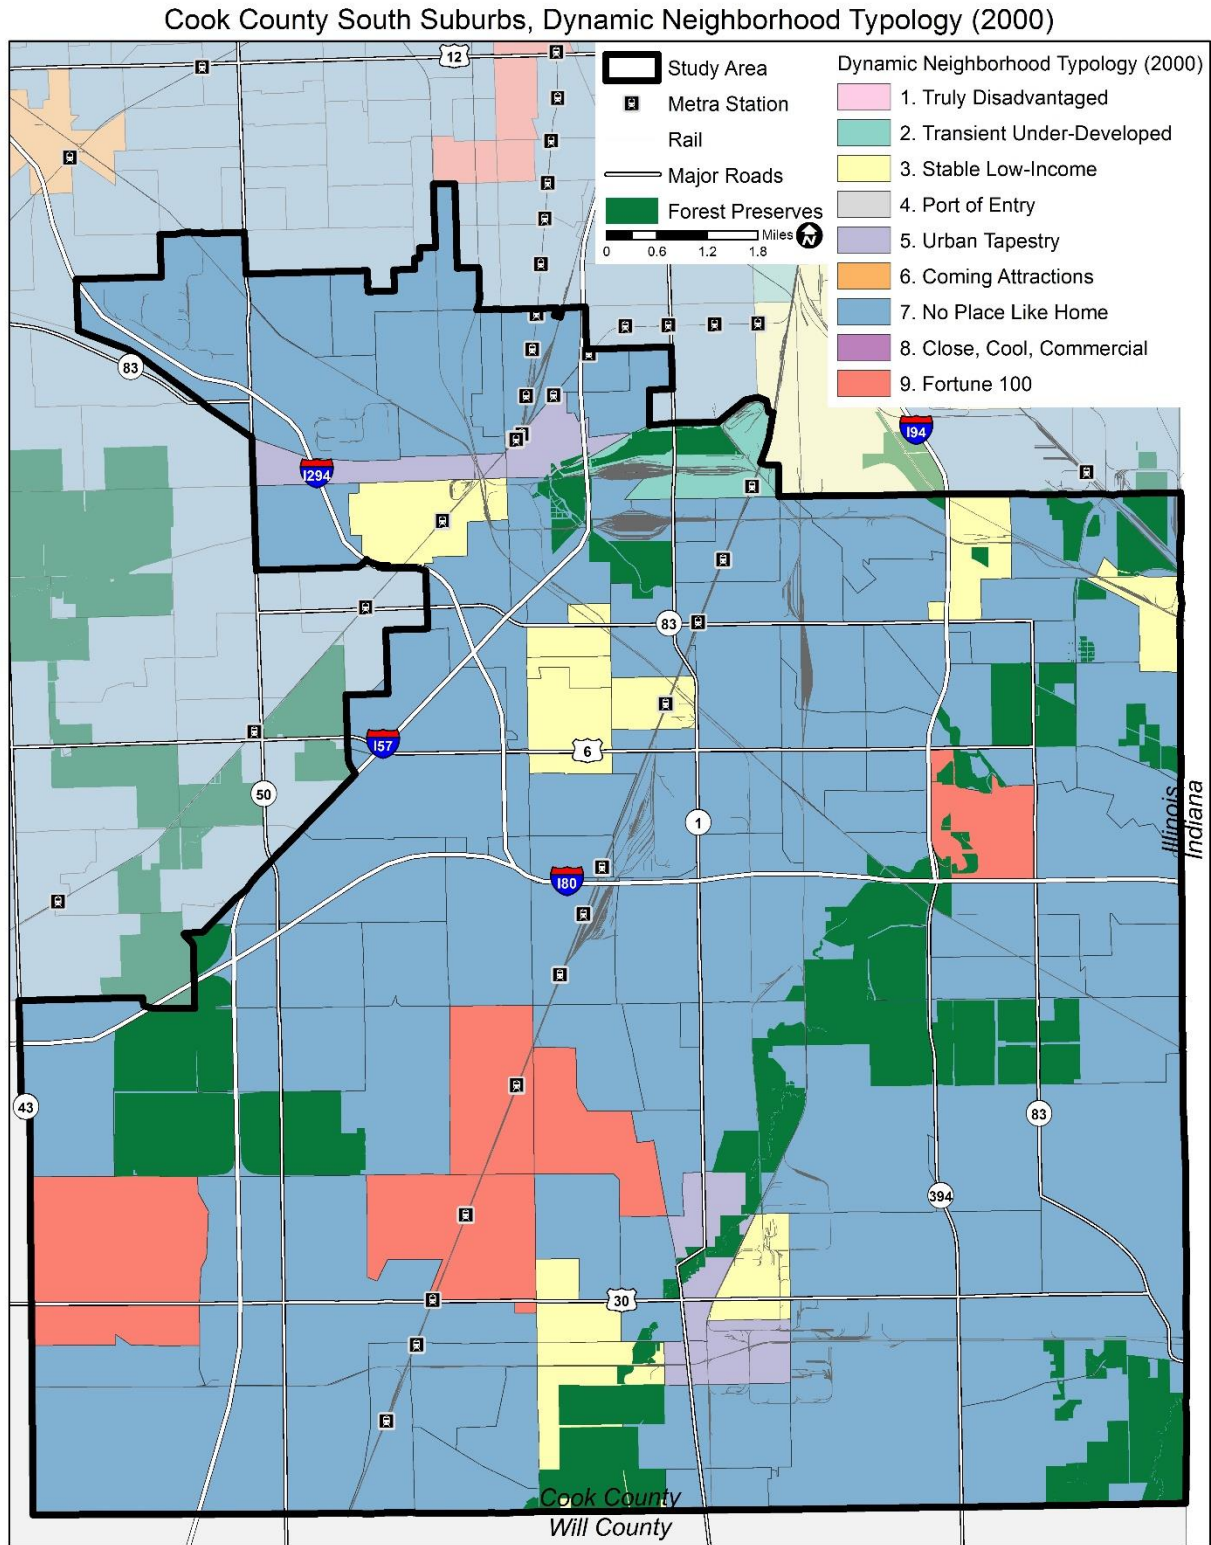 Cook County South Suburbs, Dynamic Neighborhood Typology (2000)
Study Area
Metra Station
Rail
Major Roads
Forest Preserves
Miles
N
0 0.6 1.2 1.8
Dynamic Neighborhood Typology (2000)
1. Truly Disadvantaged
2. Transient Under-Developed
3. Stable Low-Income
4. Port of Entry
5. Urban Tapestry
6. Coming Attractions
7. No Place Like Home
8. Close, Cool, Commercial
9. Fortune 100
12
83
I94
I294
83
I57
6
50
1
I80
Illinois
Indiana
43
83
394
30
Cook County
Will County